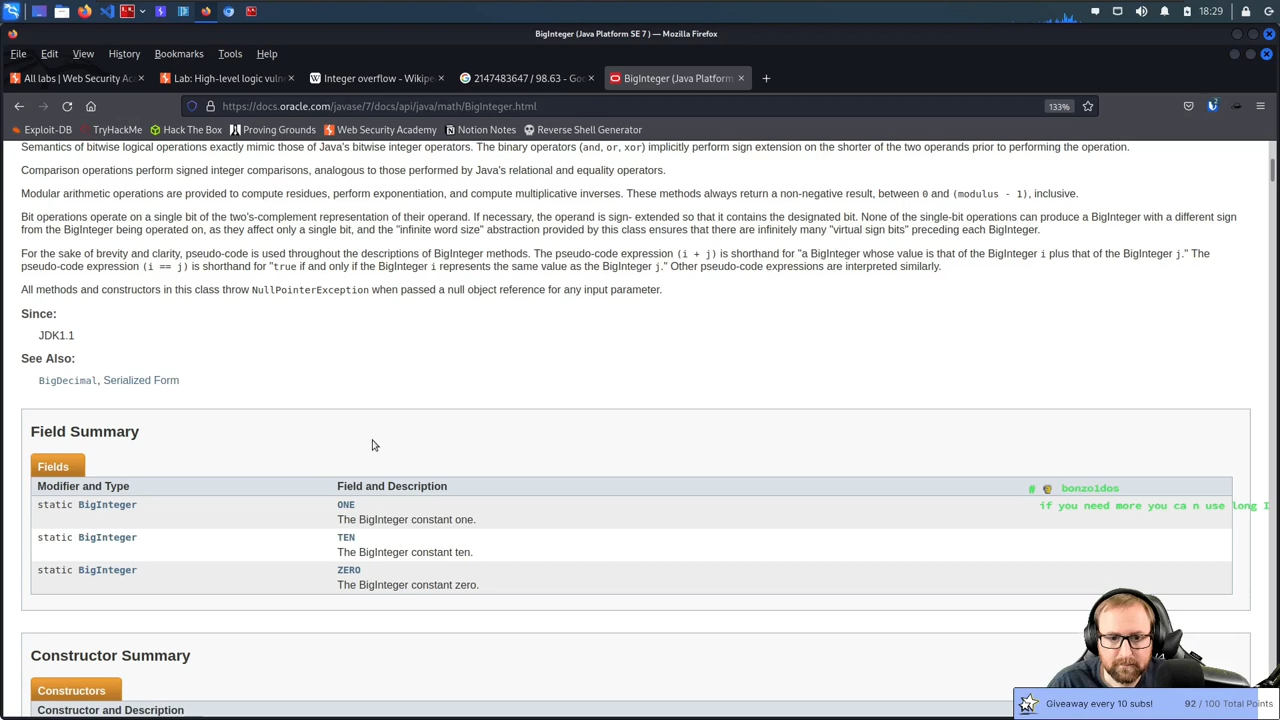 18:29
BigInteger (Java Platform SE 7 ) — Mozilla Firefox
File Edit View History Bookmarks Tools Help
All labs | Web Security Ac
Lab: High-level logic vuln
Integer overflow - Wikipe
2147483647 / 98.63 - Goo
BigInteger (Java Platform
https://docs.oracle.com/javase/7/docs/api/java/math/BigInteger.html
133%
Exploit-DB TryHackMe Hack The Box Proving Grounds Web Security Academy Notion Notes Reverse Shell Generator
Semantics of bitwise logical operations exactly mimic those of Java's bitwise integer operators. The binary operators (and, or, xor) implicitly perform sign extension on the shorter of the two operands prior to performing the operation.
Comparison operations perform signed integer comparisons, analogous to those performed by Java's relational and equality operators.
Modular arithmetic operations are provided to compute residues, perform exponentiation, and compute multiplicative inverses. These methods always return a non-negative result, between 0 and (modulus - 1), inclusive.
Bit operations operate on a single bit of the two's-complement representation of their operand. If necessary, the operand is sign- extended so that it contains the designated bit. None of the single-bit operations can produce a BigInteger with a different sign
from the BigInteger being operated on, as they affect only a single bit, and the "infinite word size" abstraction provided by this class ensures that there are infinitely many "virtual sign bits" preceding each BigInteger.
For the sake of brevity and clarity, pseudo-code is used throughout the descriptions of BigInteger methods. The pseudo-code expression (i + j) is shorthand for "a BigInteger whose value is that of the BigInteger i plus that of the BigInteger j." The
pseudo-code expression (i == j) is shorthand for "true if and only if the BigInteger i represents the same value as the BigInteger j." Other pseudo-code expressions are interpreted similarly.
All methods and constructors in this class throw NullPointerException when passed a null object reference for any input parameter.
Since:
JDK1.1
See Also:
BigDecimal, Serialized Form
Field Summary
Fields
Modifier and Type Field and Description
static BigInteger ONE
The BigInteger constant one.
static BigInteger TEN
The BigInteger constant ten.
static BigInteger ZERO
The BigInteger constant zero.
# bonzo1dos
if you need more you ca n use long I
Constructor Summary
Constructors
Constructor and Description
Giveaway every 10 subs! 92 / 100 Total Points